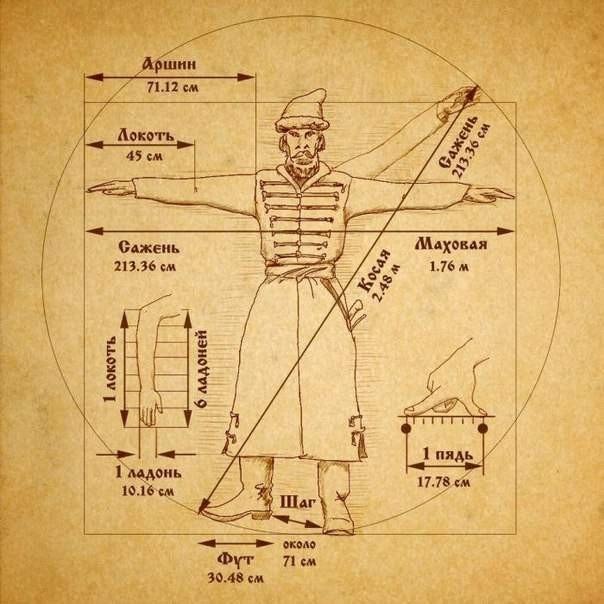 Аршин
71.12 см
Локоть
45 см
Сажень
213.36 см
Сажень
213.36 см
Маховая
1.76 м
Косая
2.48 м
1 локоть
6 ладоней
1 ладонь
10.16 см
1 пядь
17.78 см
Шаг
около
71 см
Фут
30.48 см